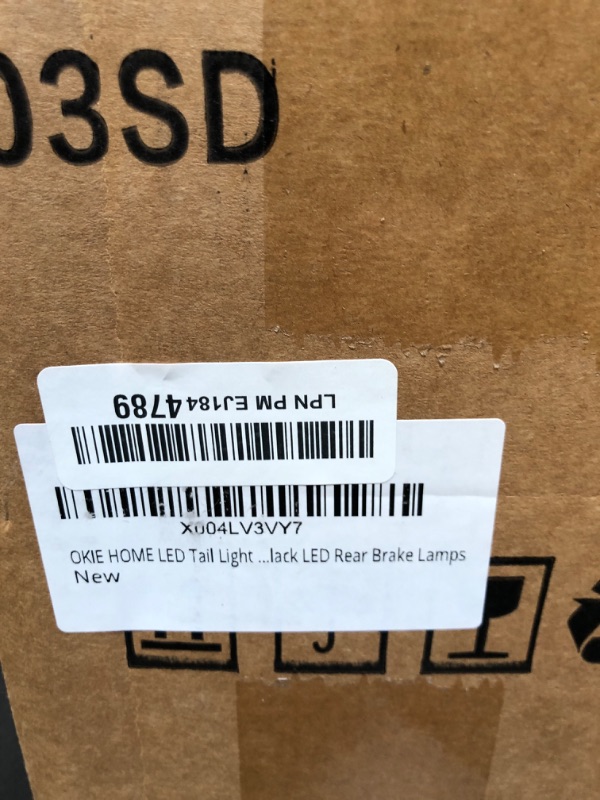 03SD
LPN PM EJ1844789
X004LV3VY7
OKIE HOME LED Tail Light ...lack LED Rear Brake Lamps
New